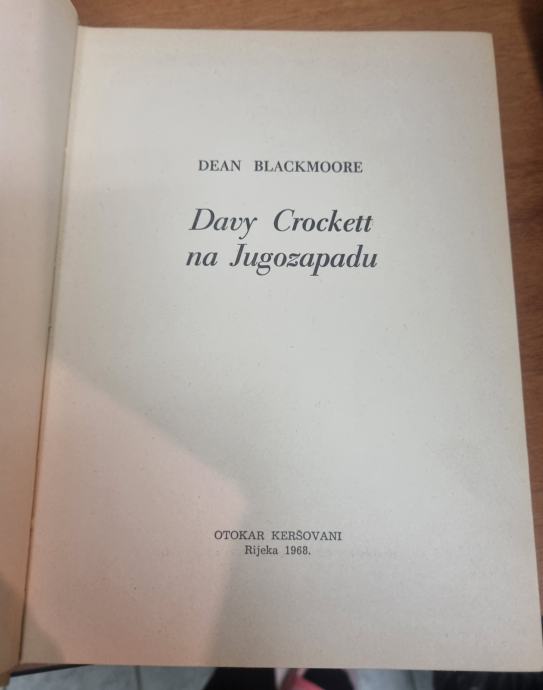 DEAN BLACKMOORE
Davy Crockett
na Jugozapadu
OTOKAR KERŠOVANI
Rijeka 1968.